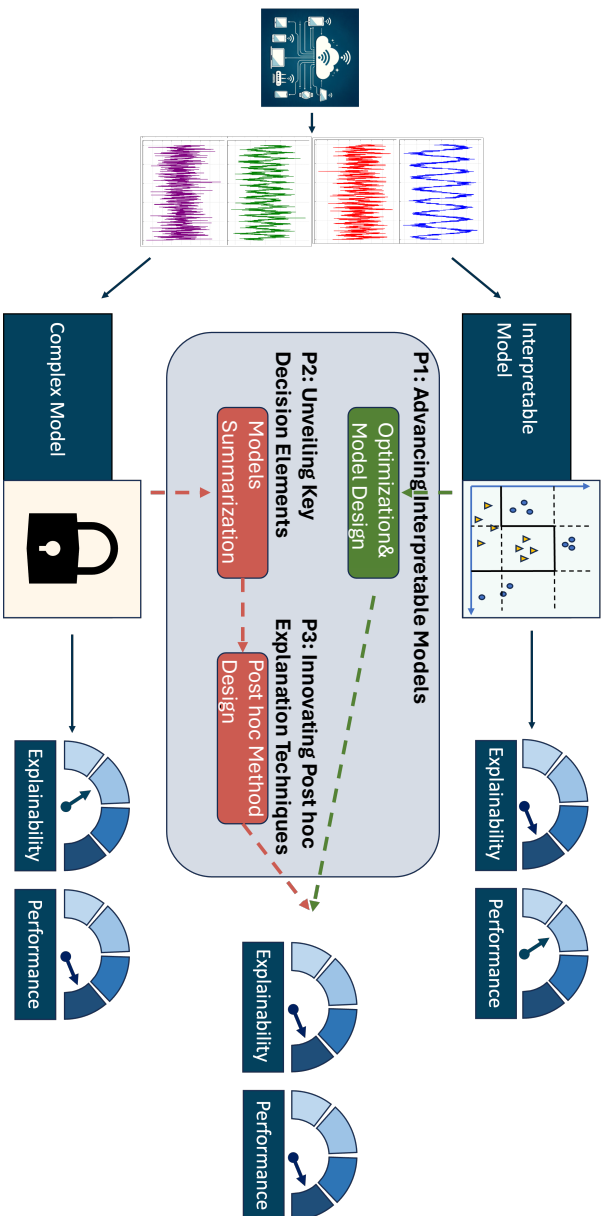 Interpretable
Model
Explainability
Performance
P1: Advancing Interpretable Models
Optimization&
Model Design
P2: Unveiling Key
Decision Elements
Models
Summarization
P3: Innovating Post hoc
Explanation Techniques
Post hoc Method
Design
Explainability
Performance
Complex Model
Explainability
Performance